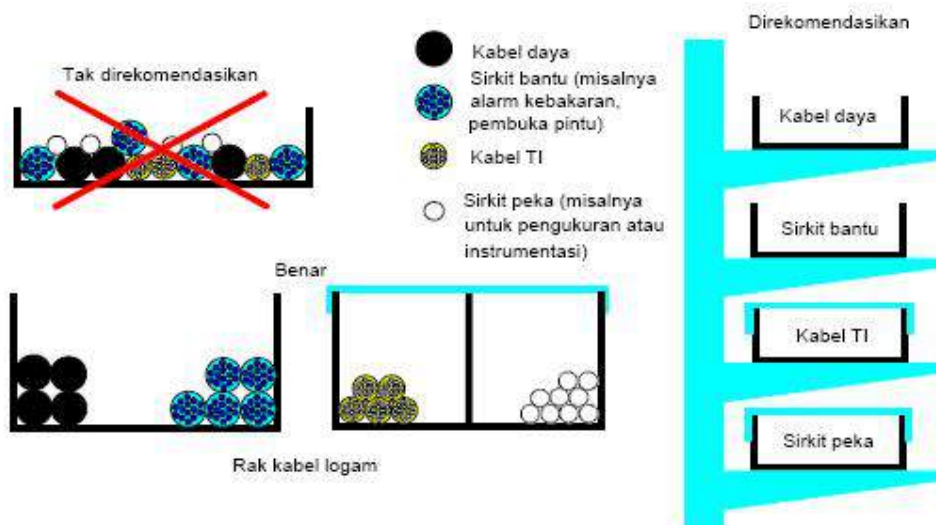 Tak direkomendasikan
Kabel daya
Sirkit bantu (misalnya
alarm kebakaran,
pembuka pintu)
Kabel TI
Sirkit peka (misalnya
untuk pengukuran atau
instrumentasi)
Benar
Rak kabel logam
Direkomendasikan
Kabel daya
Sirkit bantu
Kabel TI
Sirkit peka